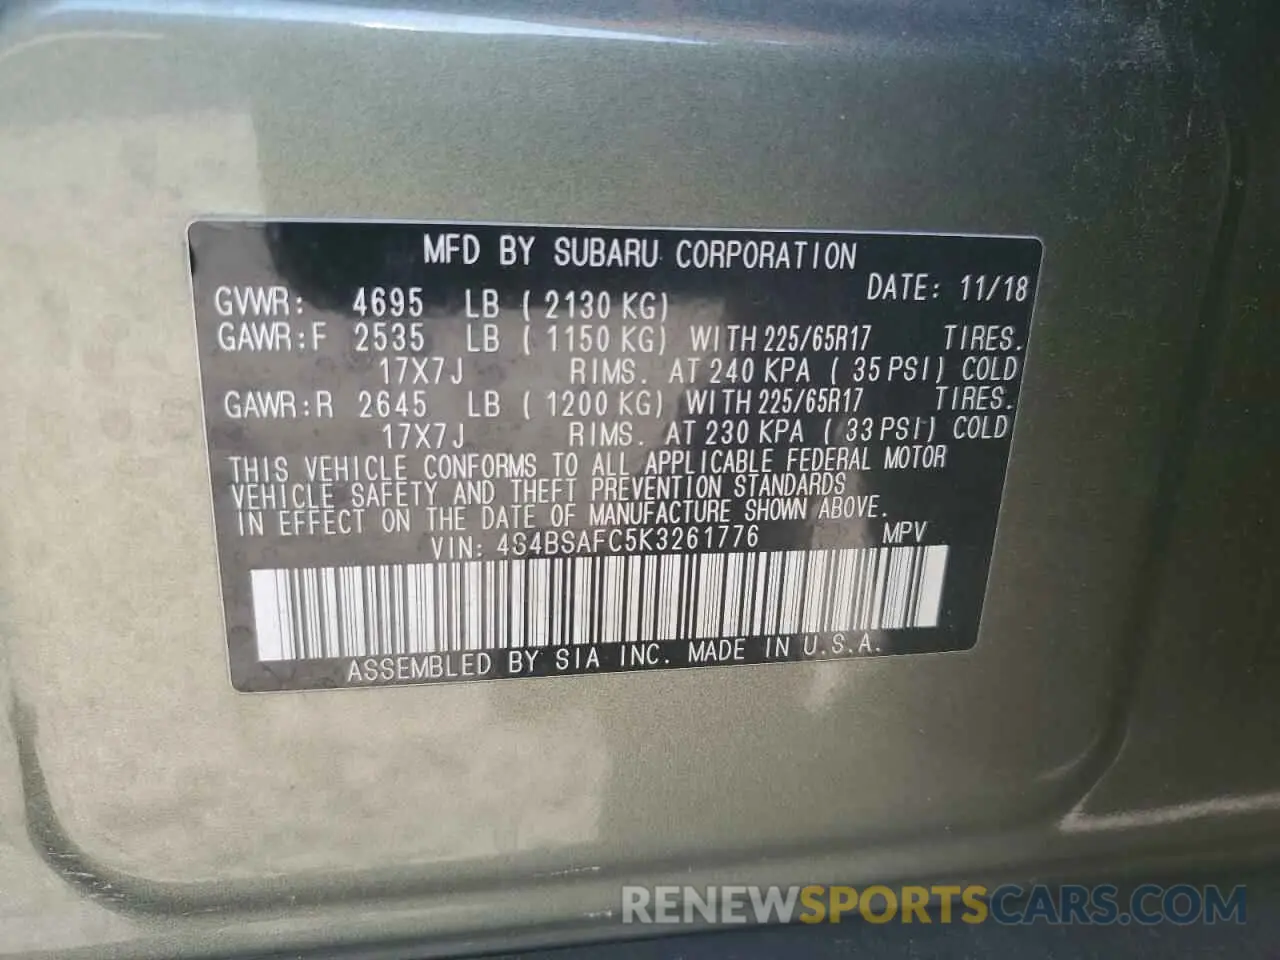 MFD BY SUBARU CORPORATION
DATE: 11/18
GVWR: 4695 LB ( 2130 KG)
GAWR:F 2535 LB ( 1150 KG) WITH 225/65R17 TIRES.
17X7J RIMS. AT 240 KPA ( 35 PSI) COLD
GAWR:R 2645 LB ( 1200 KG) WITH 225/65R17 TIRES.
17X7J RIMS. AT 230 KPA ( 33 PSI) COLD
THIS VEHICLE CONFORMS TO ALL APPLICABLE FEDERAL MOTOR
VEHICLE SAFETY AND THEFT PREVENTION STANDARDS
IN EFFECT ON THE DATE OF MANUFACTURE SHOWN ABOVE.
VIN: 4S4BSAFC5K3261776 MPV
ASSEMBLED BY SIA INC. MADE IN U.S.A.
RENEWSPORTSCARS.COM